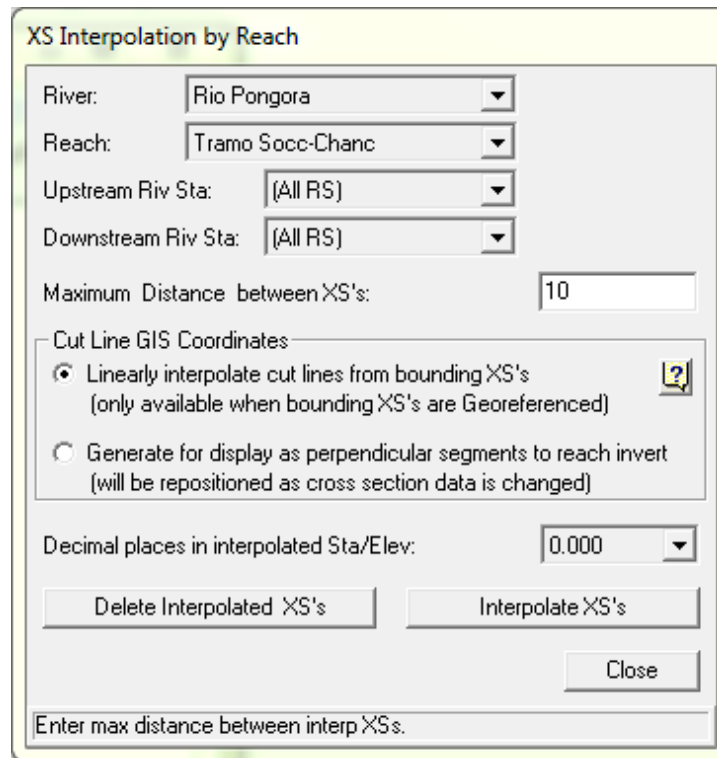 XS Interpolation by Reach
River: Rio Pongora
Reach: Tramo Socc-Chanc
Upstream Riv Sta: (All RS)
Downstream Riv Sta: (All RS)
Maximum Distance between XS's: 10
Cut Line GIS Coordinates
Linearly interpolate cut lines from bounding XS's
(only available when bounding XS's are Georeferenced)
?
Generate for display as perpendicular segments to reach invert
(will be repositioned as cross section data is changed)
Decimal places in interpolated Sta/Elev: 0.000
Delete Interpolated XS's Interpolate XS's
Close
Enter max distance between interp XSs.